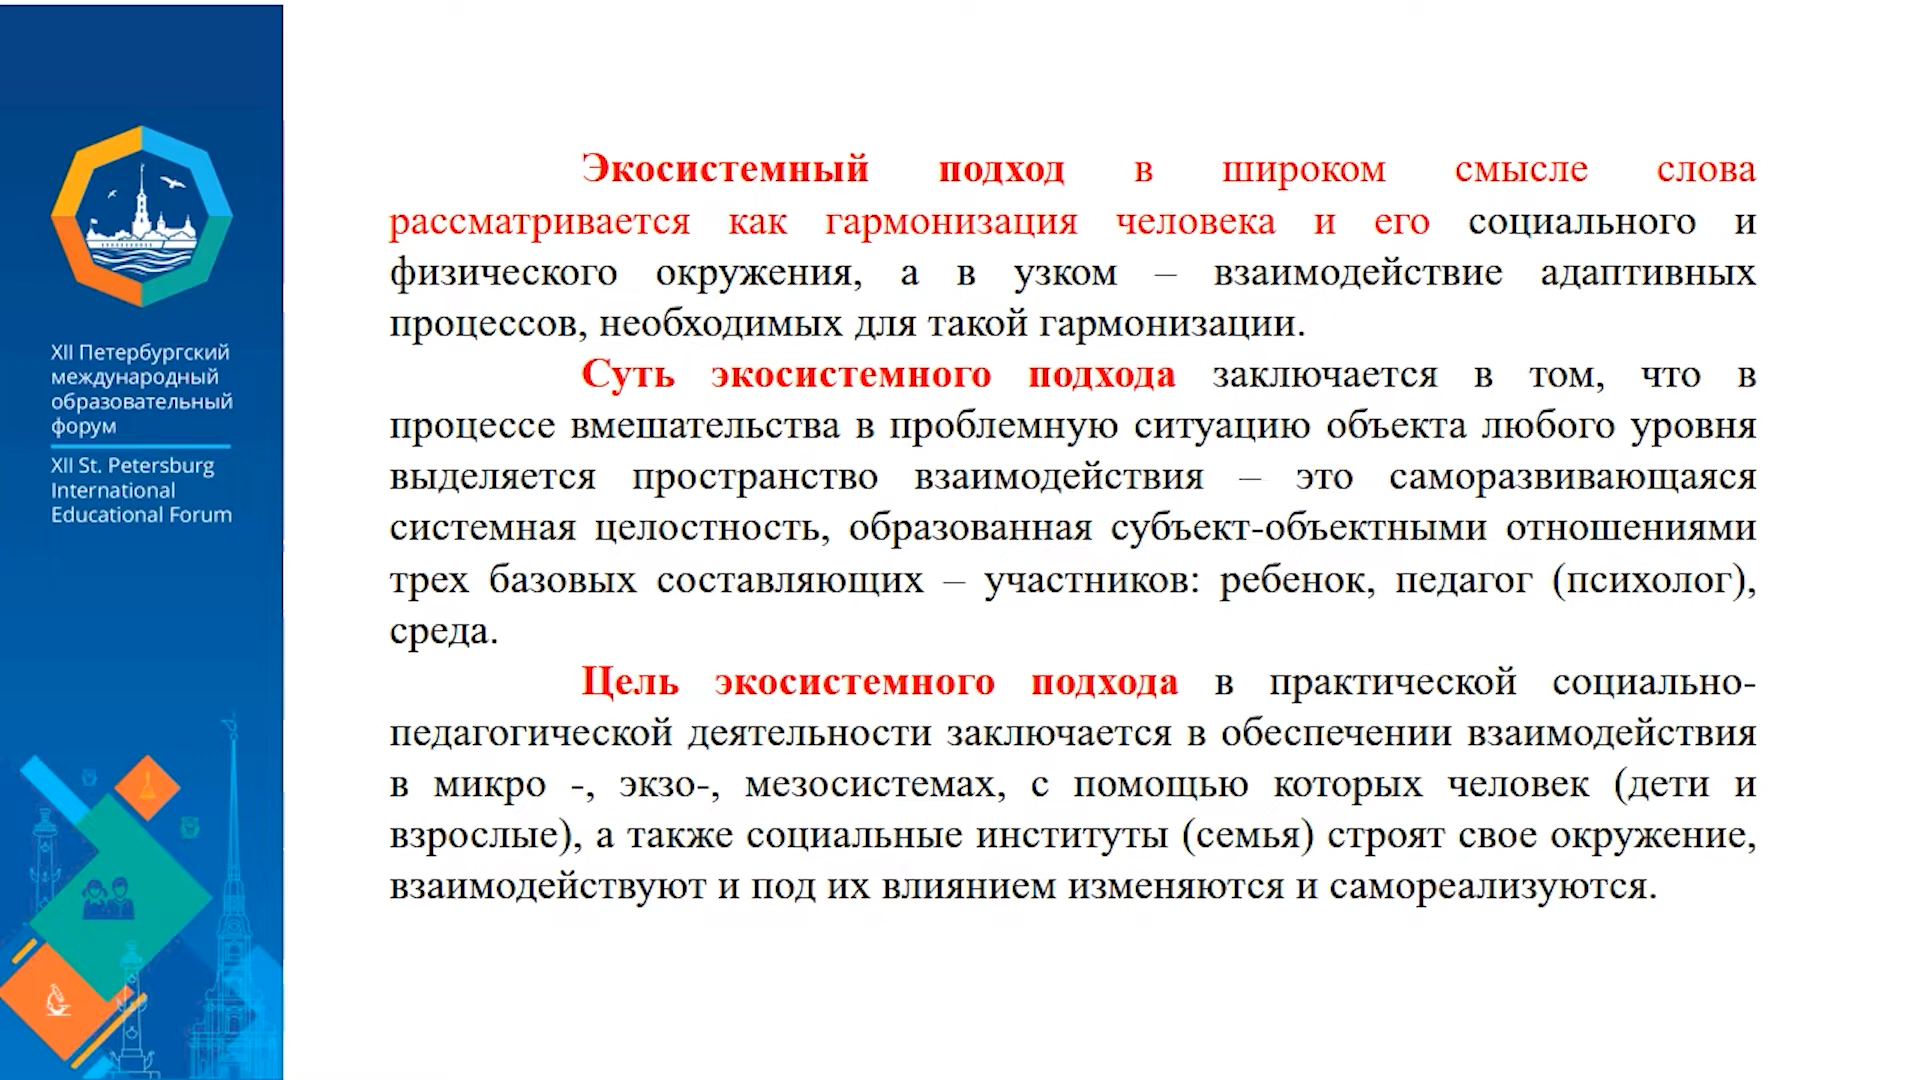 XII Петербургский
международный
образовательный
форум
XII St. Petersburg
International
Educational Forum
Экосистемный подход в широком смысле слова
рассматривается как гармонизация человека и его социального и
физического окружения, а в узком – взаимодействие адаптивных
процессов, необходимых для такой гармонизации.
Суть экосистемного подхода заключается в том, что в
процессе вмешательства в проблемную ситуацию объекта любого уровня
выделяется пространство взаимодействия – это саморазвивающаяся
системная целостность, образованная субъект-объектными отношениями
трех базовых составляющих – участников: ребенок, педагог (психолог),
среда.
Цель экосистемного подхода в практической социально-
педагогической деятельности заключается в обеспечении взаимодействия
в микро -, экзо-, мезосистемах, с помощью которых человек (дети и
взрослые), а также социальные институты (семья) строят свое окружение,
взаимодействуют и под их влиянием изменяются и самореализуются.